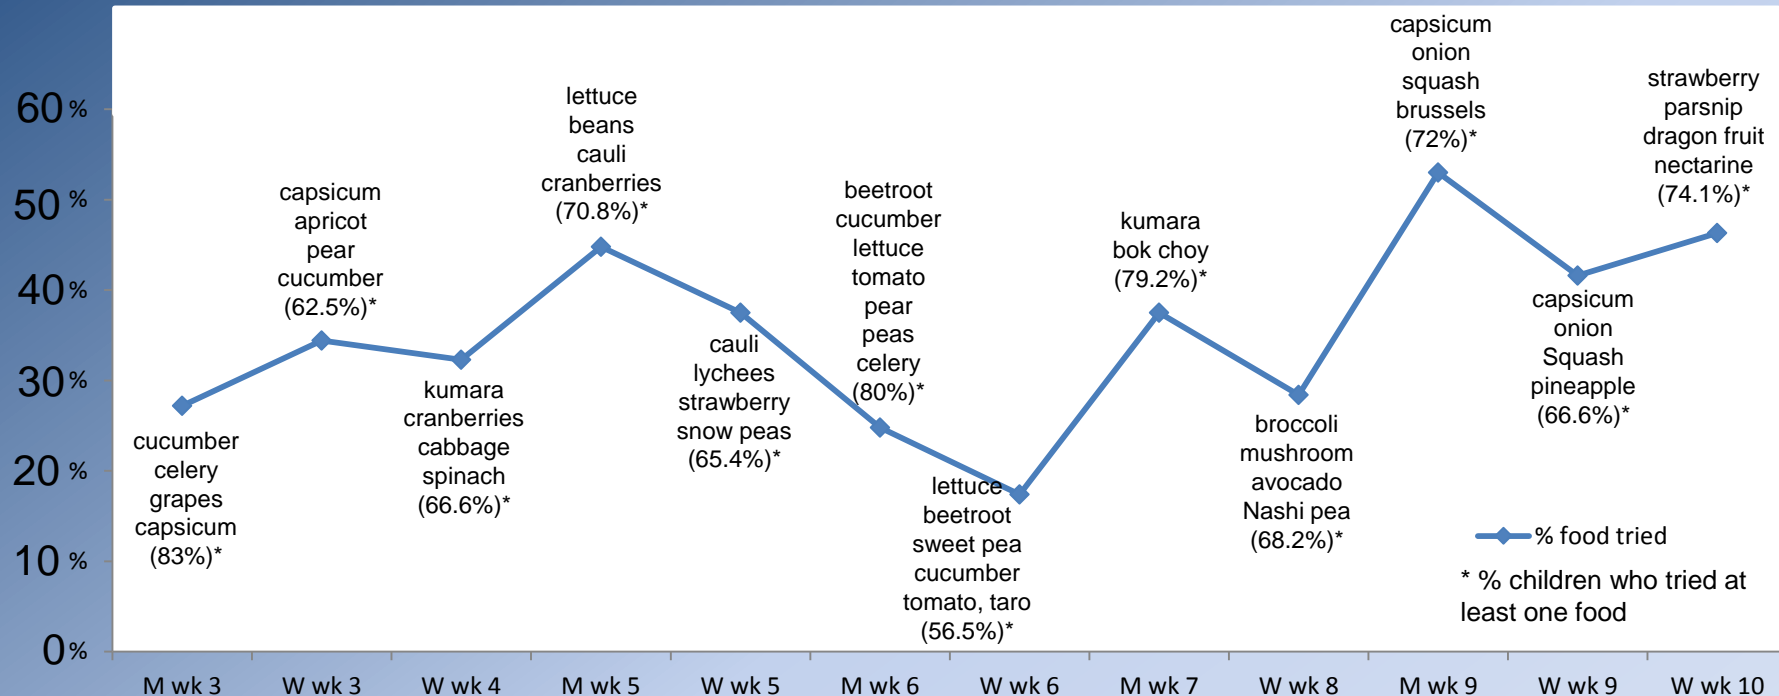 60%
50%
40%
30%
20%
10%
0%
cucumber
celery
grapes
capsicum
(83%)*
capsicum
apricot
pear
cucumber
(62.5%)*
kumara
cranberries
cabbage
spinach
(66.6%)*
lettuce
beans
cauli
cranberries
(70.8%)*
cauli
lychees
strawberry
snow peas
(65.4%)*
beetroot
cucumber
lettuce
tomato
pear
peas
celery
(80%)*
lettuce
beetroot
sweet pea
cucumber
tomato, taro
(56.5%)*
kumara
bok choy
(79.2%)*
broccoli
mushroom
avocado
Nashi pea
(68.2%)*
capsicum
onion
squash
brussels
(72%)*
capsicum
onion
Squash
pineapple
(66.6%)*
strawberry
parsnip
dragon fruit
nectarine
(74.1%)*
% food tried
* % children who tried at
least one food
M wk 3
W wk 3
W wk 4
M wk 5
W wk 5
M wk 6
W wk 6
M wk 7
W wk 8
M wk 9
W wk 9
W wk 10